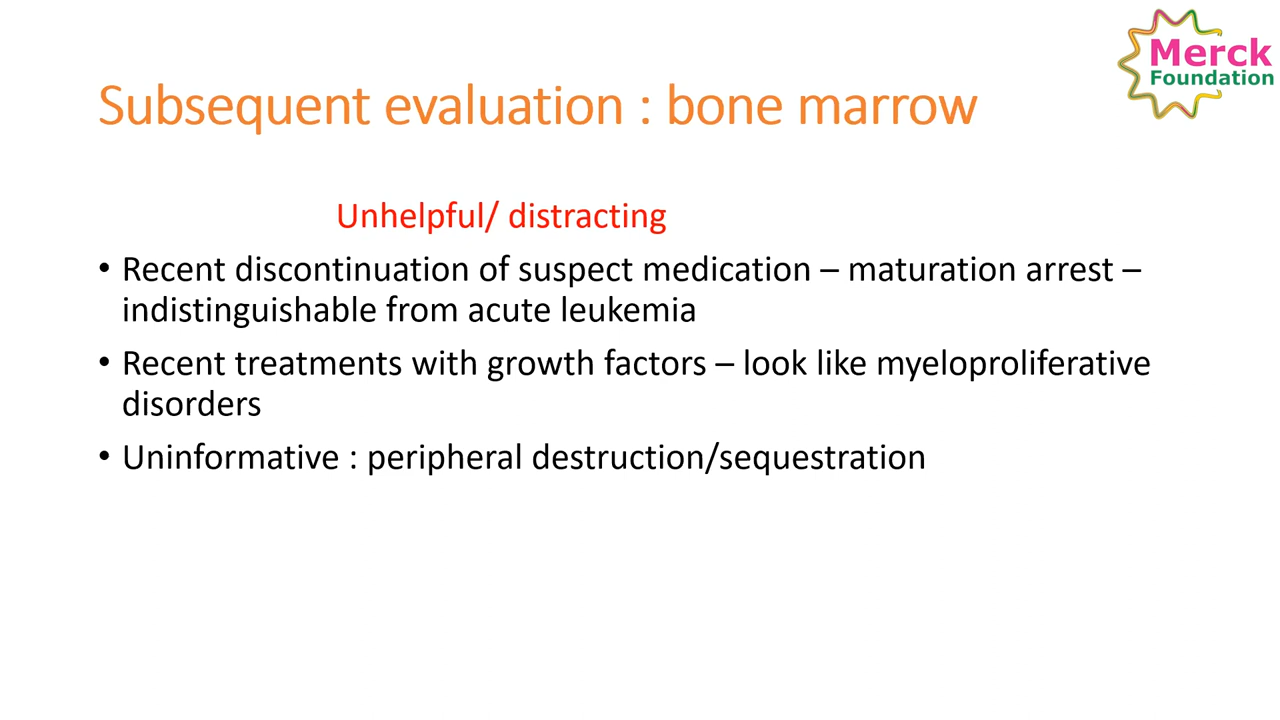 Merck
Foundation
Subsequent evaluation : bone marrow
Unhelpful/ distracting
• Recent discontinuation of suspect medication – maturation arrest –
indistinguishable from acute leukemia
• Recent treatments with growth factors – look like myeloproliferative
disorders
• Uninformative : peripheral destruction/sequestration